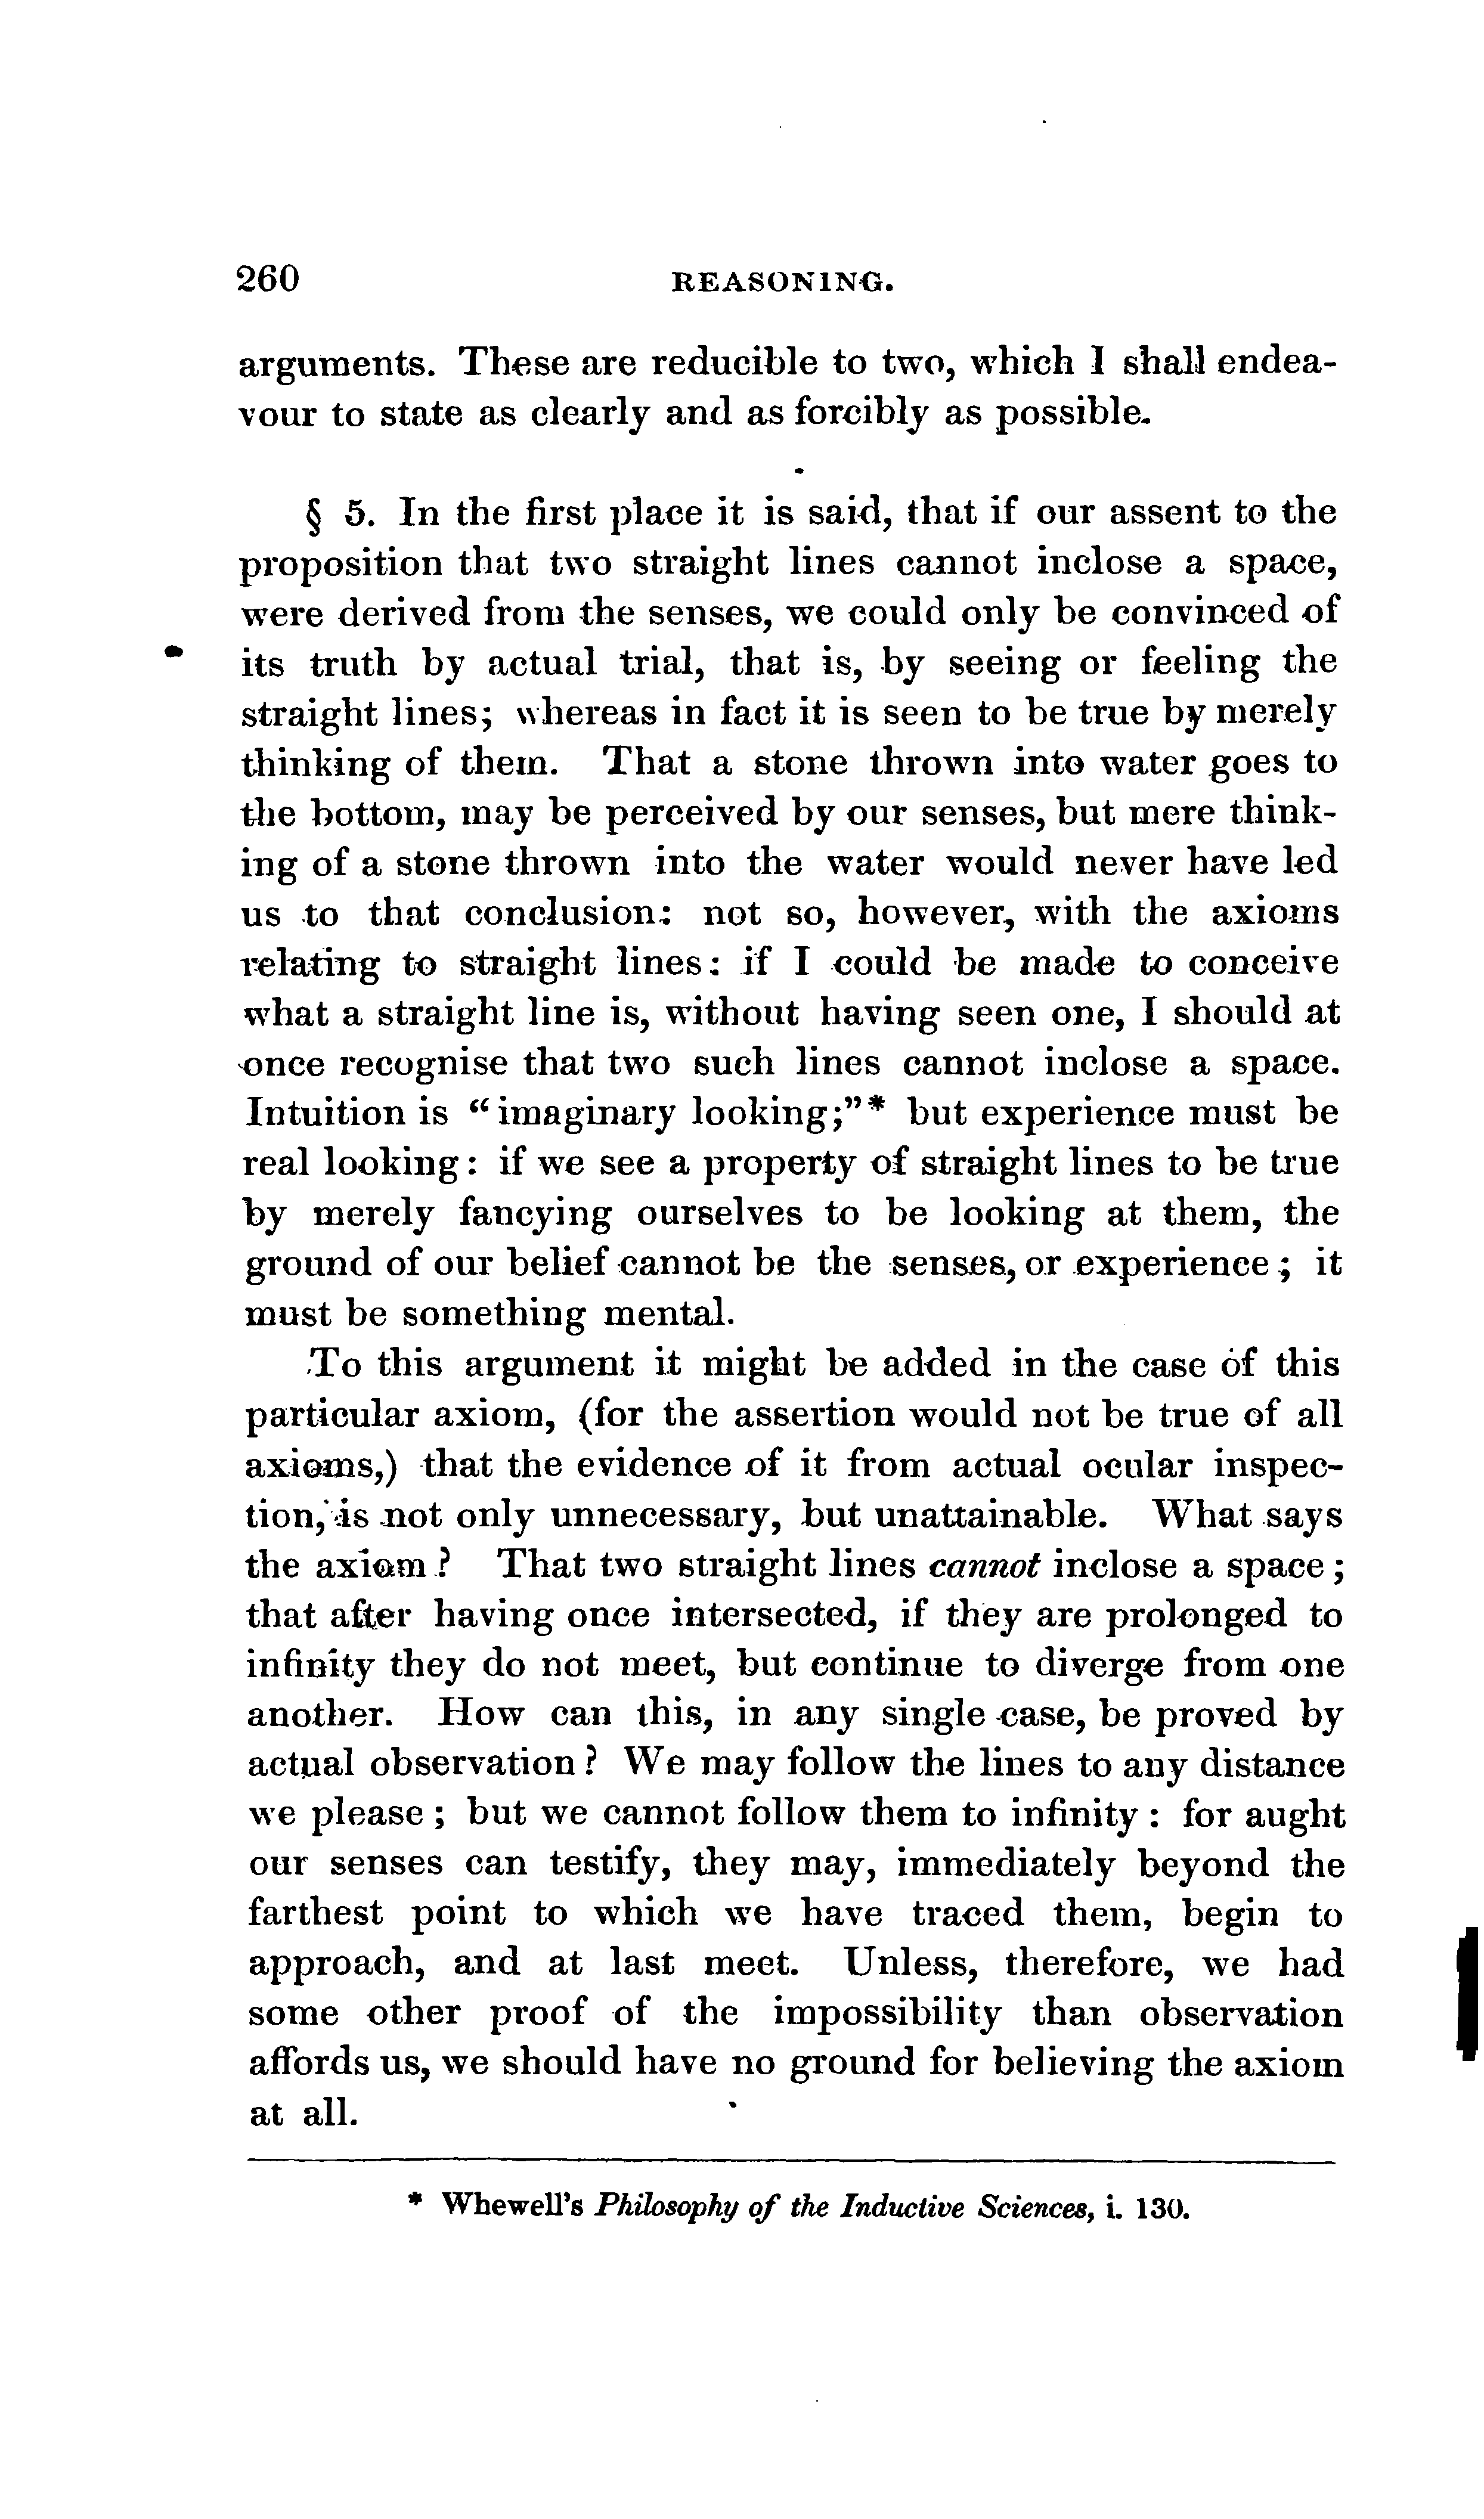 260 REASONING.
arguments. These are reducible to two, which I shall endea-
vour to state as clearly and as forcibly as possible.
§ 5. In the first place it is said, that if our assent to the
proposition that two straight lines cannot inclose a space,
were derived from the senses, we could only be convinced of
its truth by actual trial, that is, by seeing or feeling the
straight lines; whereas in fact it is seen to be true by merely
thinking of them. That a stone thrown into water goes to
the bottom, may be perceived by our senses, but mere think-
ing of a stone thrown into the water would never have led
us to that conclusion: not so, however, with the axioms
relating to straight lines: if I could be made to conceive
what a straight line is, without having seen one, I should at
once recognise that two such lines cannot inclose a space.
Intuition is “imaginary looking;”* but experience must be
real looking: if we see a property of straight lines to be true
by merely fancying ourselves to be looking at them, the
ground of our belief cannot be the senses, or experience; it
must be something mental.
To this argument it might be added in the case of this
particular axiom, (for the assertion would not be true of all
axioms,) that the evidence of it from actual ocular inspec-
tion, is not only unnecessary, but unattainable. What says
the axiom? That two straight lines cannot inclose a space;
that after having once intersected, if they are prolonged to
infinity they do not meet, but continue to diverge from one
another. How can this, in any single case, be proved by
actual observation? We may follow the lines to any distance
we please; but we cannot follow them to infinity: for aught
our senses can testify, they may, immediately beyond the
farthest point to which we have traced them, begin to
approach, and at last meet. Unless, therefore, we had
some other proof of the impossibility than observation
affords us, we should have no ground for believing the axiom
at all.
* Whewell's Philosophy of the Inductive Sciences, i. 130.